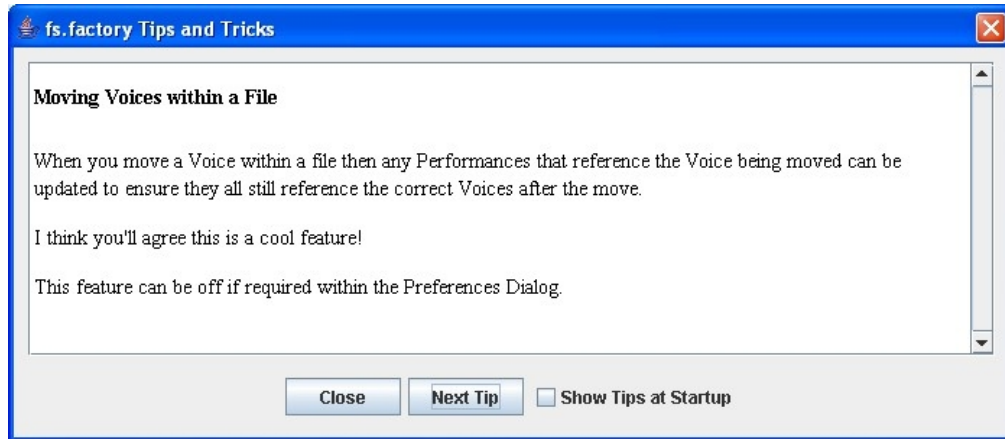 fs.factory Tips and Tricks
Moving Voices within a File
When you move a Voice within a file then any Performances that reference the Voice being moved can be
updated to ensure they all still reference the correct Voices after the move.
I think you'll agree this is a cool feature!
This feature can be off if required within the Preferences Dialog.
Close Next Tip Show Tips at Startup